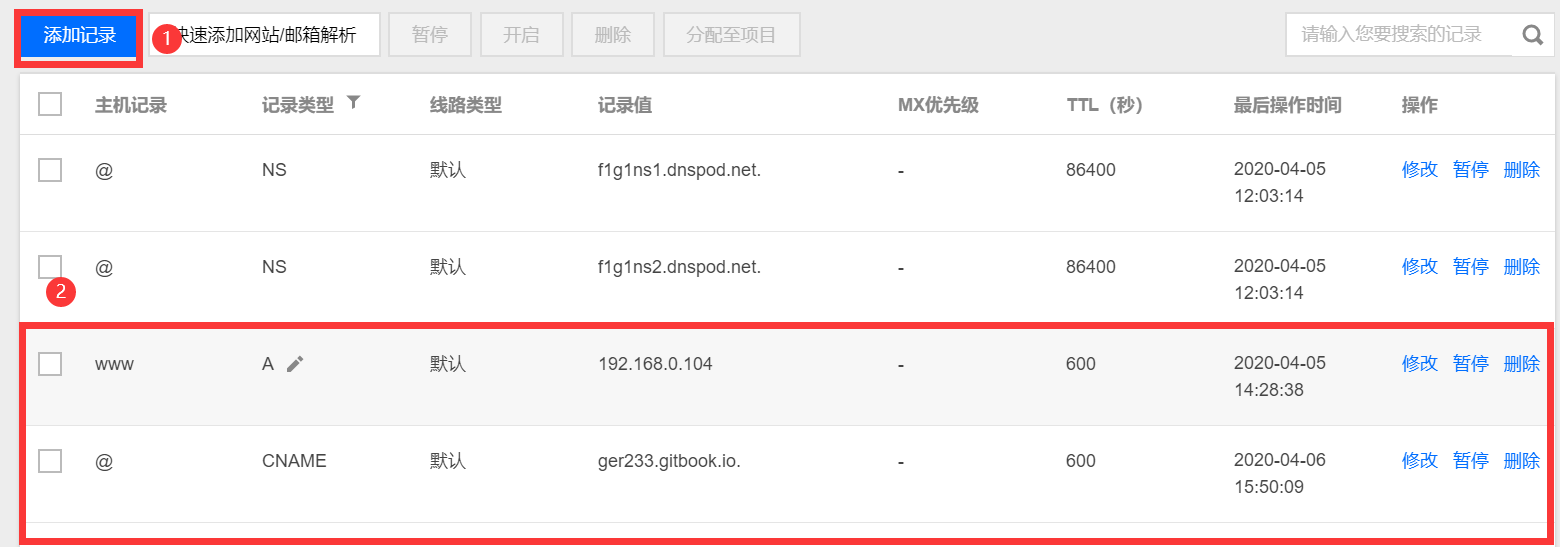 添加记录 1 快速添加网站/邮箱解析 暂停 开启 删除 分配至项目 请输入您要搜索的记录
主机记录 记录类型 线路类型 记录值 MX优先级 TTL（秒） 最后操作时间 操作
@ NS 默认 f1g1ns1.dnspod.net. - 86400 2020-04-05 修改 暂停 删除
12:03:14
@ NS 默认 f1g1ns2.dnspod.net. - 86400 2020-04-05 修改 暂停 删除
2 12:03:14
www A 默认 192.168.0.104 - 600 2020-04-05 修改 暂停 删除
14:28:38
@ CNAME 默认 ger233.gitbook.io. - 600 2020-04-06 修改 暂停 删除
15:50:09